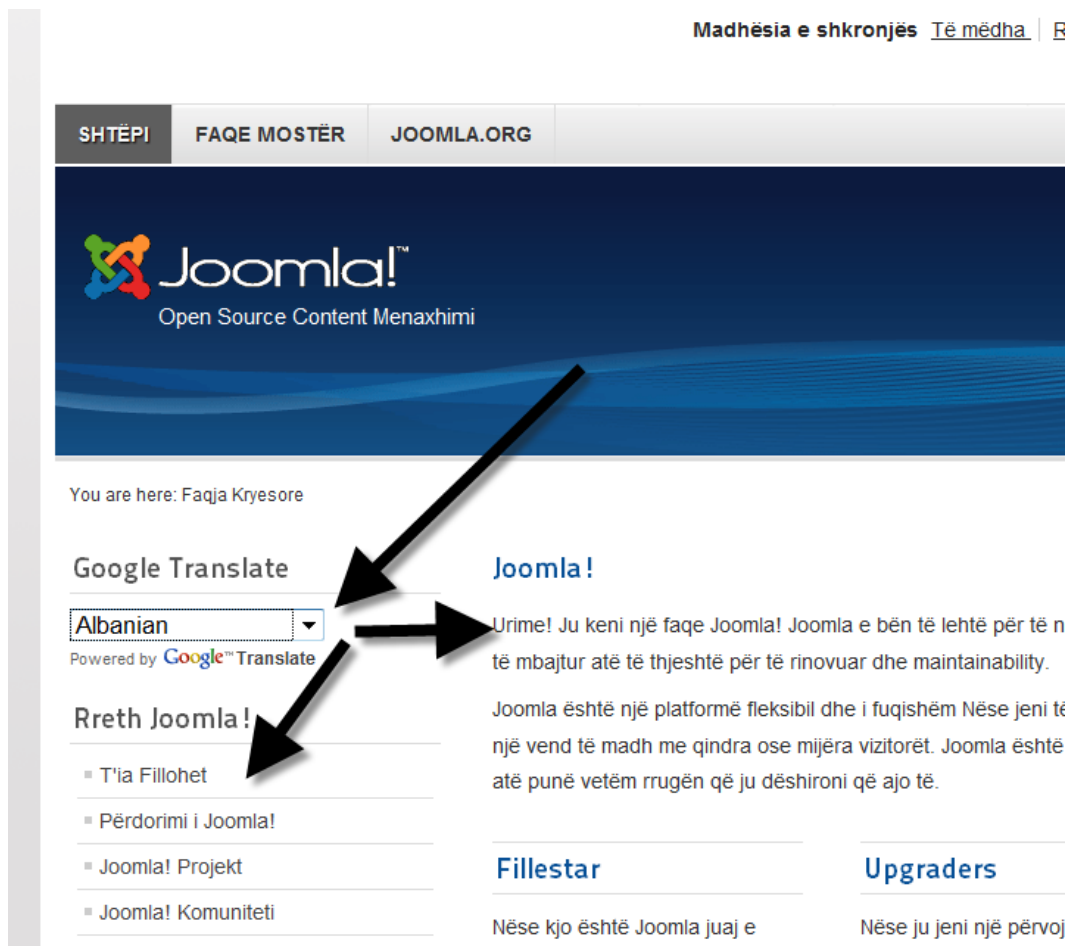 Madhësia e shkronjës Të mëdha
SHTËPI FAQE MOSTËR JOOMLA.ORG
Joomla!™
Open Source Content Menaxhimi
You are here: Faqja Kryesore
Google Translate
Albanian
Powered by Google™ Translate
Rreth Joomla!
T'ia Fillohet
Përdorimi i Joomla!
Joomla! Projekt
Joomla! Komuniteti
Joomla!
Urime! Ju keni një faqe Joomla! Joomla e bën të lehtë për të
të mbajtur atë të thjeshtë për të rinovuar dhe maintainability.
Joomla është një platformë fleksibil dhe i fuqishëm Nëse jeni
një vend të madh me qindra ose mijëra vizitorët. Joomla është
atë punë vetëm rrugën që ju dëshironi që ajo të.
Fillestar
Nëse kjo është Joomla juaj e
Upgraders
Nëse ju jeni një